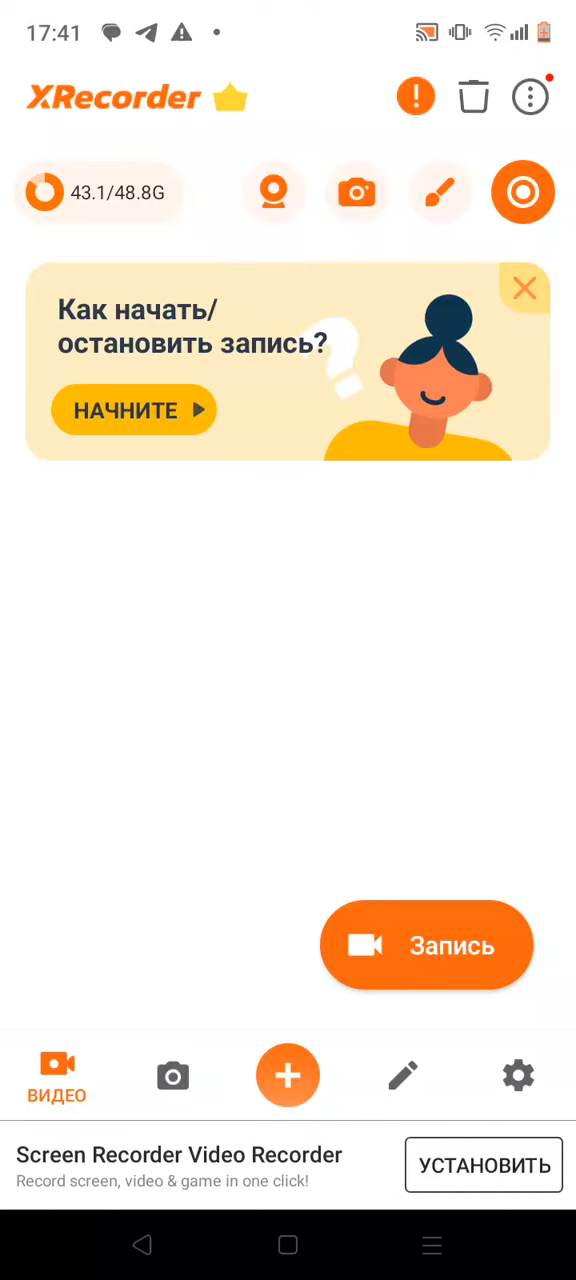 17:41
XRecorder
43.1/48.8G
Как начать/
остановить запись?
НАЧНИТЕ
Запись
ВИДЕО
Screen Recorder Video Recorder
Record screen, video & game in one click!
УСТАНОВИТЬ